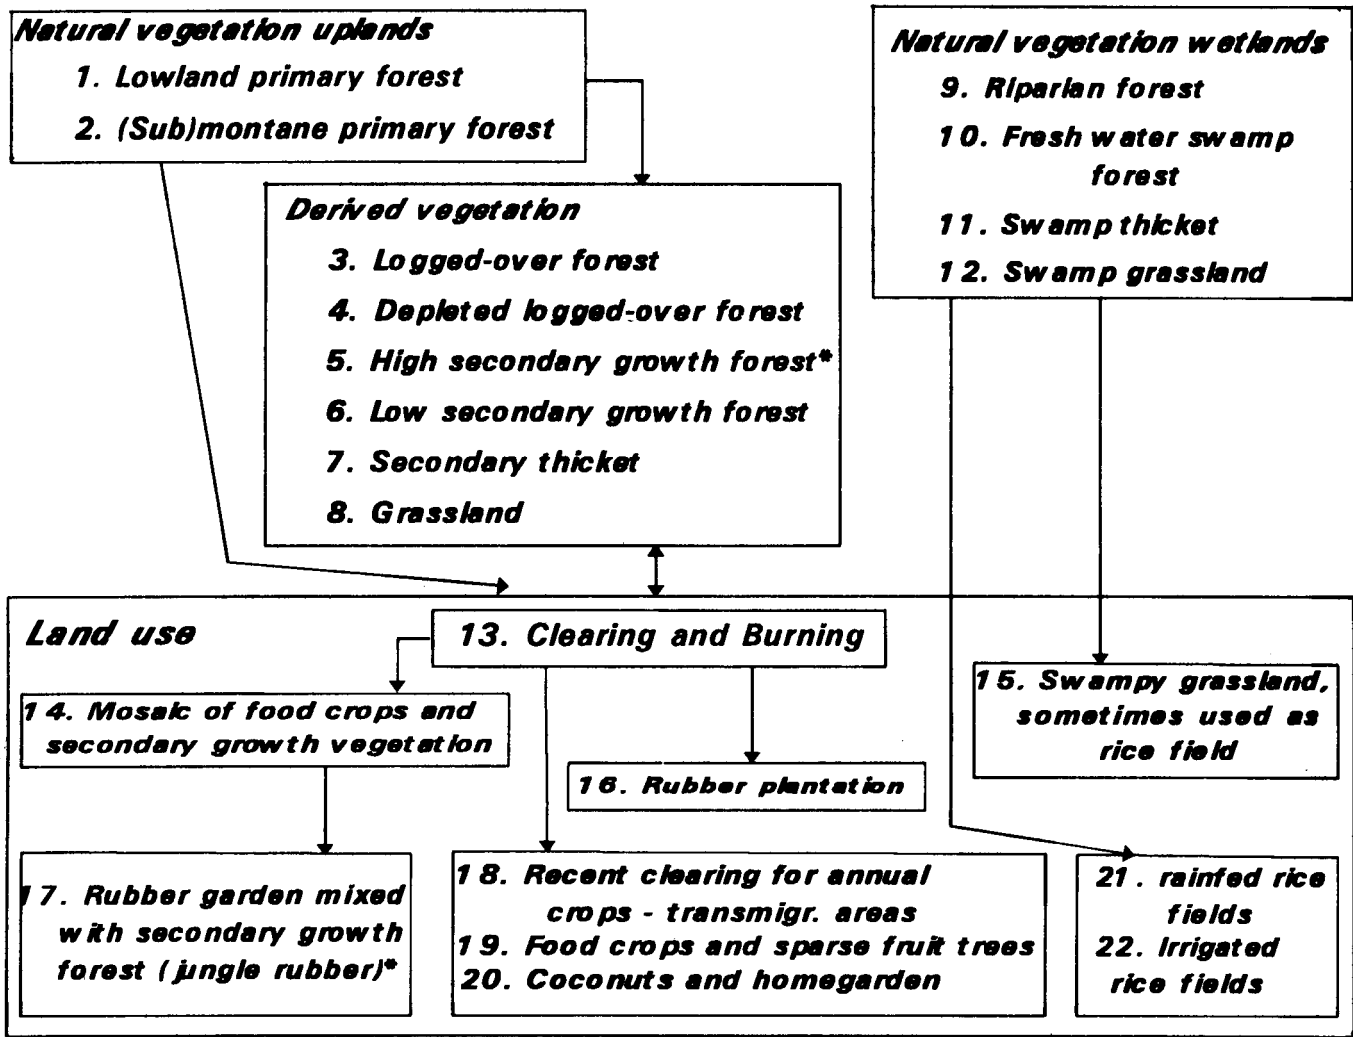 Natural vegetation uplands
1. Lowland primary forest
2. (Sub)montane primary forest
Natural vegetation wetlands
9. Riparian forest
10. Fresh water swamp
forest
11. Swamp thicket
12. Swamp grassland
Derived vegetation
3. Logged-over forest
4. Depleted logged-over forest
5. High secondary growth forest*
6. Low secondary growth forest
7. Secondary thicket
8. Grassland
Land use
13. Clearing and Burning
14. Mosaic of food crops and
secondary growth vegetation
15. Swampy grassland,
sometimes used as
rice field
16. Rubber plantation
17. Rubber garden mixed
with secondary growth
forest (jungle rubber)*
18. Recent clearing for annual
crops - transmigr. areas
19. Food crops and sparse fruit trees
20. Coconuts and homegarden
21. rainfed rice
fields
22. Irrigated
rice fields